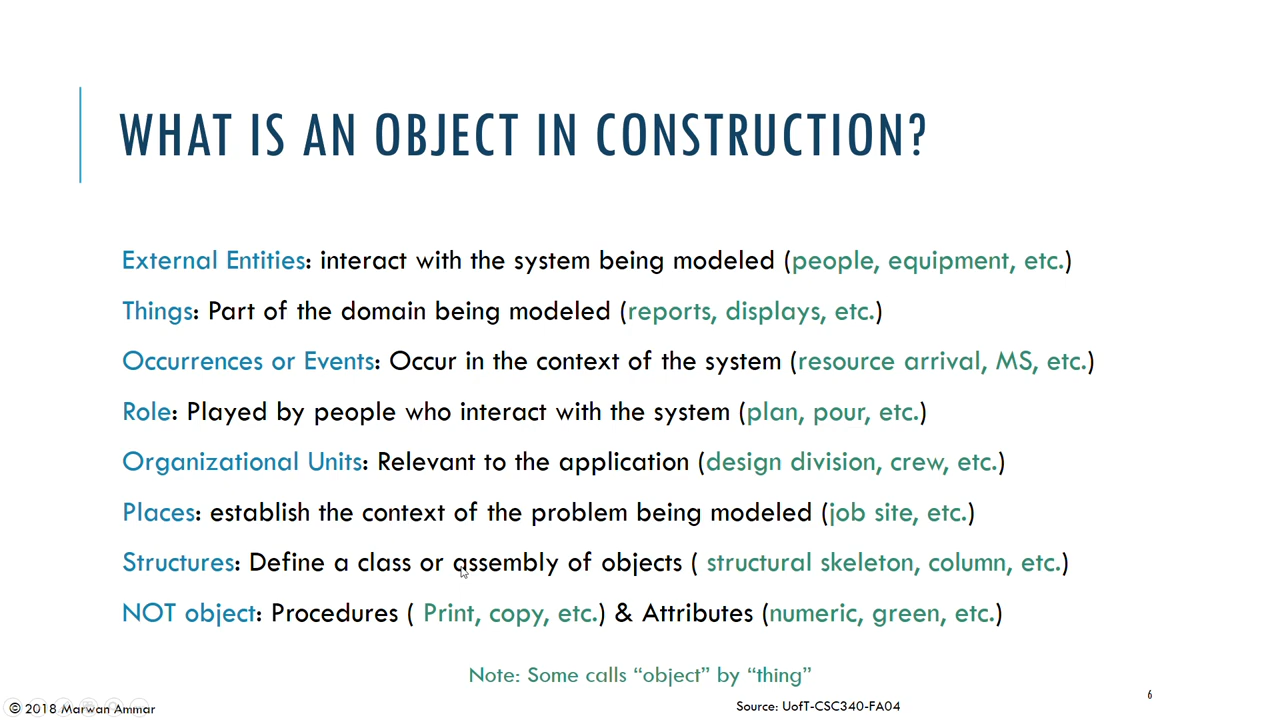 WHAT IS AN OBJECT IN CONSTRUCTION?
External Entities: interact with the system being modeled (people, equipment, etc.)
Things: Part of the domain being modeled (reports, displays, etc.)
Occurrences or Events: Occur in the context of the system (resource arrival, MS, etc.)
Role: Played by people who interact with the system (plan, pour, etc.)
Organizational Units: Relevant to the application (design division, crew, etc.)
Places: establish the context of the problem being modeled (job site, etc.)
Structures: Define a class or assembly of objects ( structural skeleton, column, etc.)
NOT object: Procedures ( Print, copy, etc.) & Attributes (numeric, green, etc.)
Note: Some calls “object” by “thing”
6
© 2018 Marwan Ammar
Source: UofT-CSC340-FA04